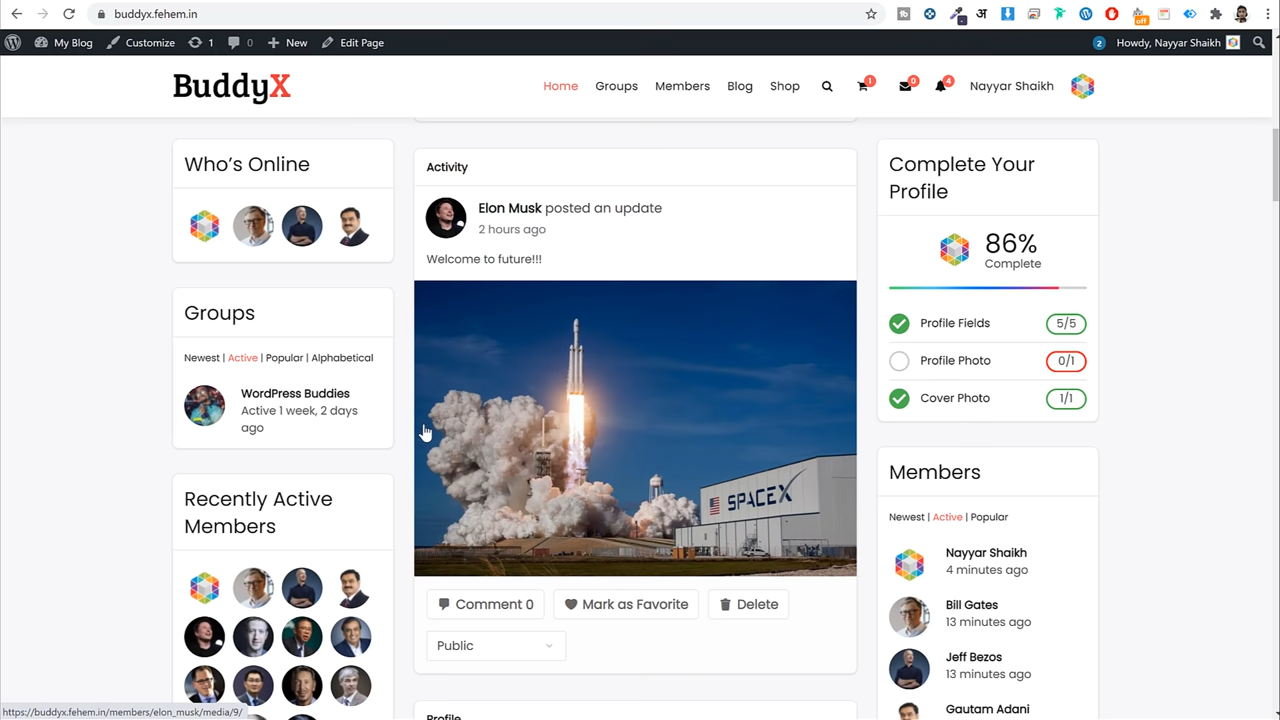 buddyx.fehem.in
off
My Blog
Customize
1
0
New
Edit Page
2
Howdy, Nayyar Shaikh
BuddyX
Home
Groups
Members
Blog
Shop
1
0
4
Nayyar Shaikh
Who's Online
Groups
Newest | Active | Popular | Alphabetical
WordPress Buddies
Active 1 week, 2 days
ago
Recently Active
Members
Activity
Elon Musk posted an update
2 hours ago
Welcome to future!!!
SPACEX
Comment 0
Mark as Favorite
Delete
Public
Profile
Complete Your
Profile
86%
Complete
Profile Fields
5/5
Profile Photo
0/1
Cover Photo
1/1
Members
Newest | Active | Popular
Nayyar Shaikh
4 minutes ago
Bill Gates
13 minutes ago
Jeff Bezos
13 minutes ago
Gautam Adani
https://buddyx.fehem.in/members/elon_musk/media/9/